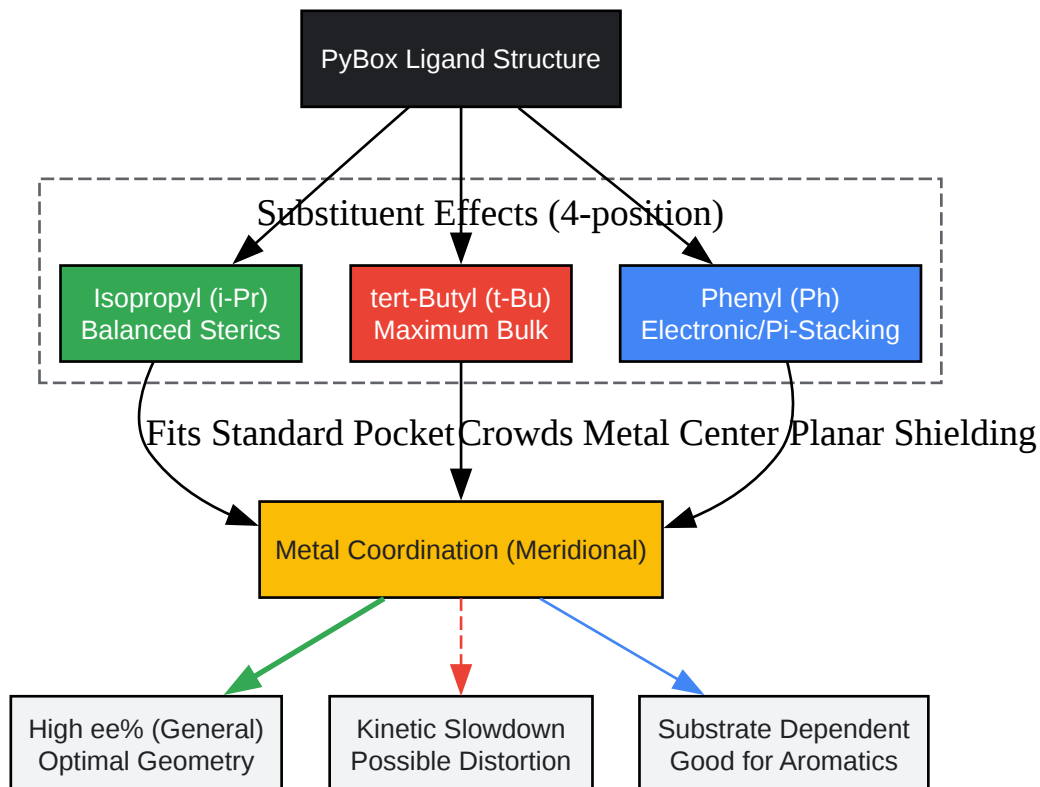 PyBox Ligand Structure
Substituent Effects (4-position)
Isopropyl (i-Pr)
Balanced Sterics
tert-Butyl (t-Bu)
Maximum Bulk
Phenyl (Ph)
Electronic/Pi-Stacking
Fits Standard Pocket
Crowds Metal Center
Planar Shielding
Metal Coordination (Meridional)
High ee% (General)
Optimal Geometry
Kinetic Slowdown
Possible Distortion
Substrate Dependent
Good for Aromatics